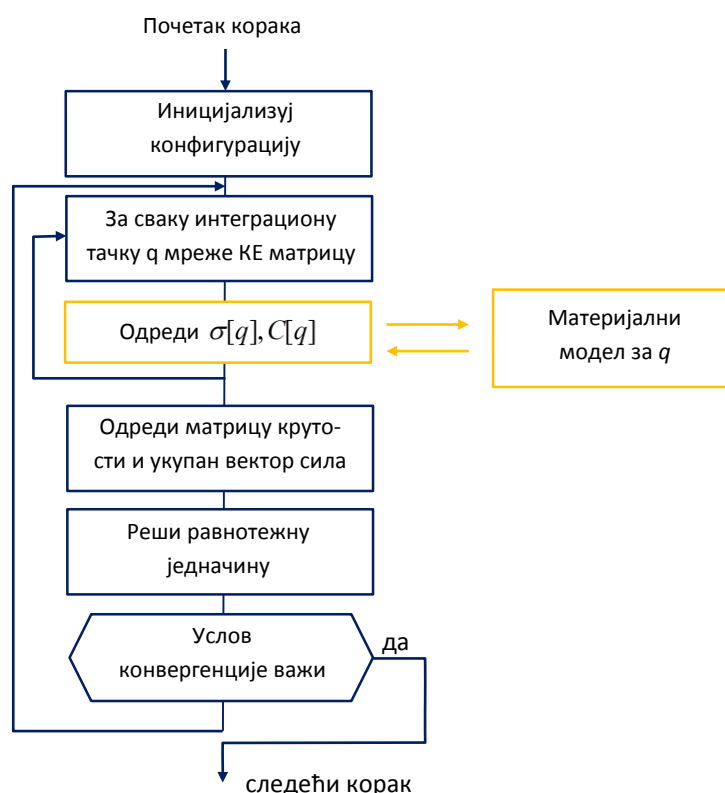 Почетак корака
Иницијализуј
конфигурацију
За сваку интеграциону
тачку q мреже КЕ матрицу
Одреди σ[q],C[q]
Материјални
модел за q
Одреди матрицу круто-
сти и укупан вектор сила
Реши равнотежну
једначину
Услов
конвергенције важи
да
следећи корак